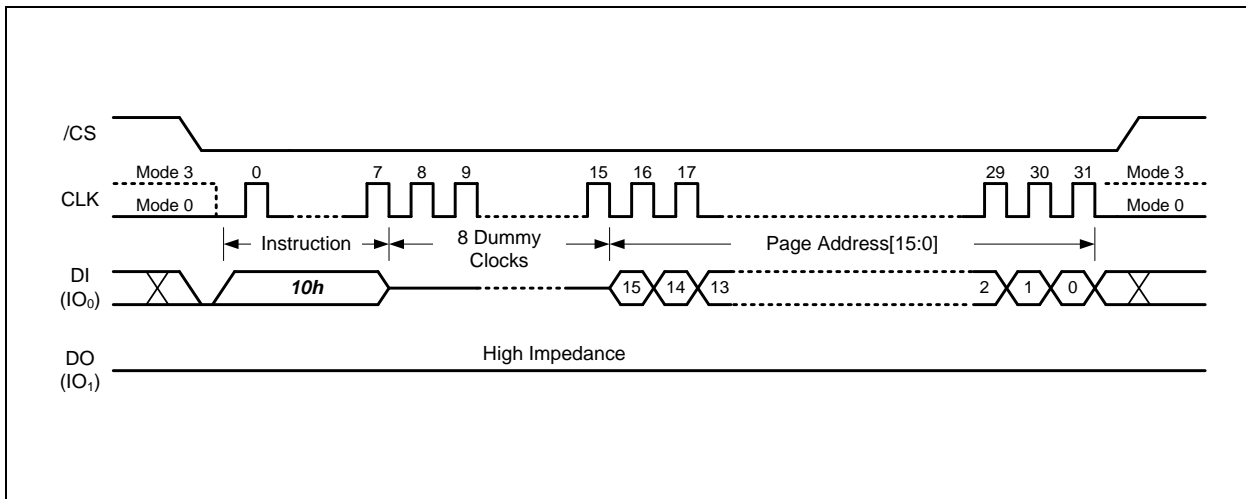 /CS
Mode 3 0 7 8 9 15 16 17 29 30 31 Mode 3
CLK
Mode 0 Mode 0
Instruction 8 Dummy Page Address[15:0]
Clocks
DI 10h 15 14 13 2 1 0
(IO₀)
High Impedance
DO
(IO₁)